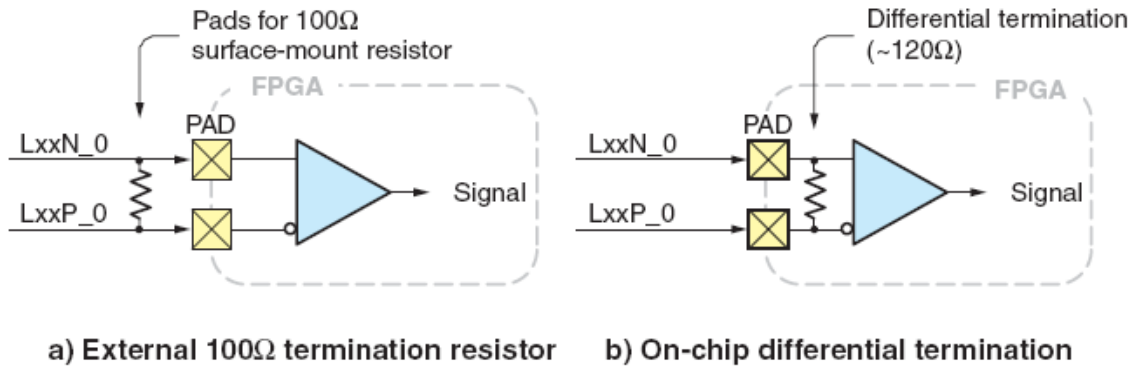 Pads for 100Ω
surface-mount resistor
FPGA
PAD
LxxN_0
LxxP_0
Signal
a) External 100Ω termination resistor
Differential termination
(~120Ω)
FPGA
PAD
LxxN_0
LxxP_0
Signal
b) On-chip differential termination